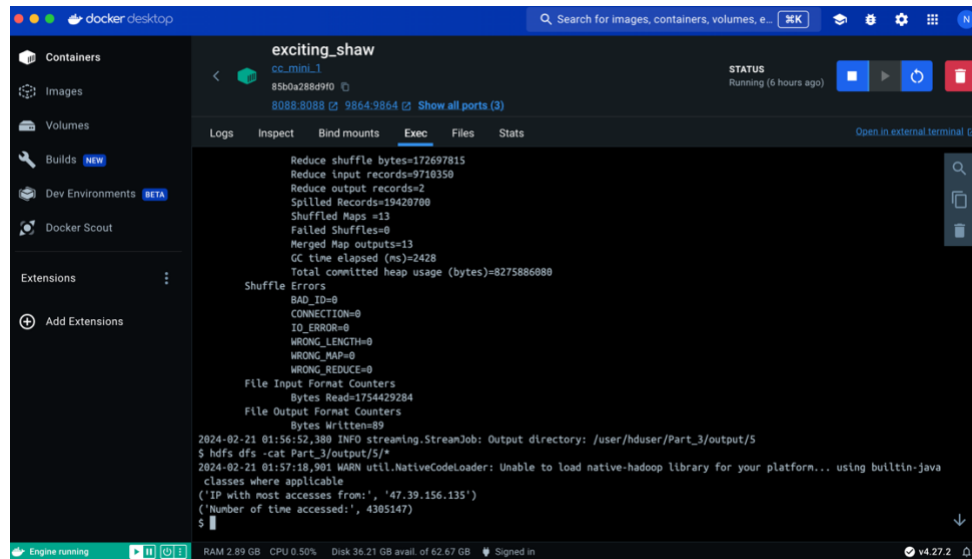 docker desktop
Search for images, containers, volumes, e...
⌘K
N
Containers
Images
Volumes
Builds NEW
Dev Environments BETA
Docker Scout
Extensions
Add Extensions
exciting_shaw
cc_mini_1
85b0a288d9f0
8088:8088 9864:9864 Show all ports (3)
STATUS
Running (6 hours ago)
Logs Inspect Bind mounts Exec Files Stats
Open in external terminal
Reduce shuffle bytes=172697815
Reduce input records=9710350
Reduce output records=2
Spilled Records=19420700
Shuffled Maps =13
Failed Shuffles=0
Merged Map outputs=13
GC time elapsed (ms)=2428
Total committed heap usage (bytes)=8275886080
Shuffle Errors
BAD_ID=0
CONNECTION=0
IO_ERROR=0
WRONG_LENGTH=0
WRONG_MAP=0
WRONG_REDUCE=0
File Input Format Counters
Bytes Read=1754429284
File Output Format Counters
Bytes Written=89
2024-02-21 01:56:52,380 INFO streaming.StreamJob: Output directory: /user/hduser/Part_3/output/5
$ hdfs dfs -cat Part_3/output/5/*
2024-02-21 01:57:18,901 WARN util.NativeCodeLoader: Unable to load native-hadoop library for your platform... using builtin-java
classes where applicable
('IP with most accesses from:', '47.39.156.135')
('Number of time accessed:', 4305147)
$
Engine running
RAM 2.89 GB CPU 0.50% Disk 36.21 GB avail. of 62.67 GB Signed in
v4.27.2